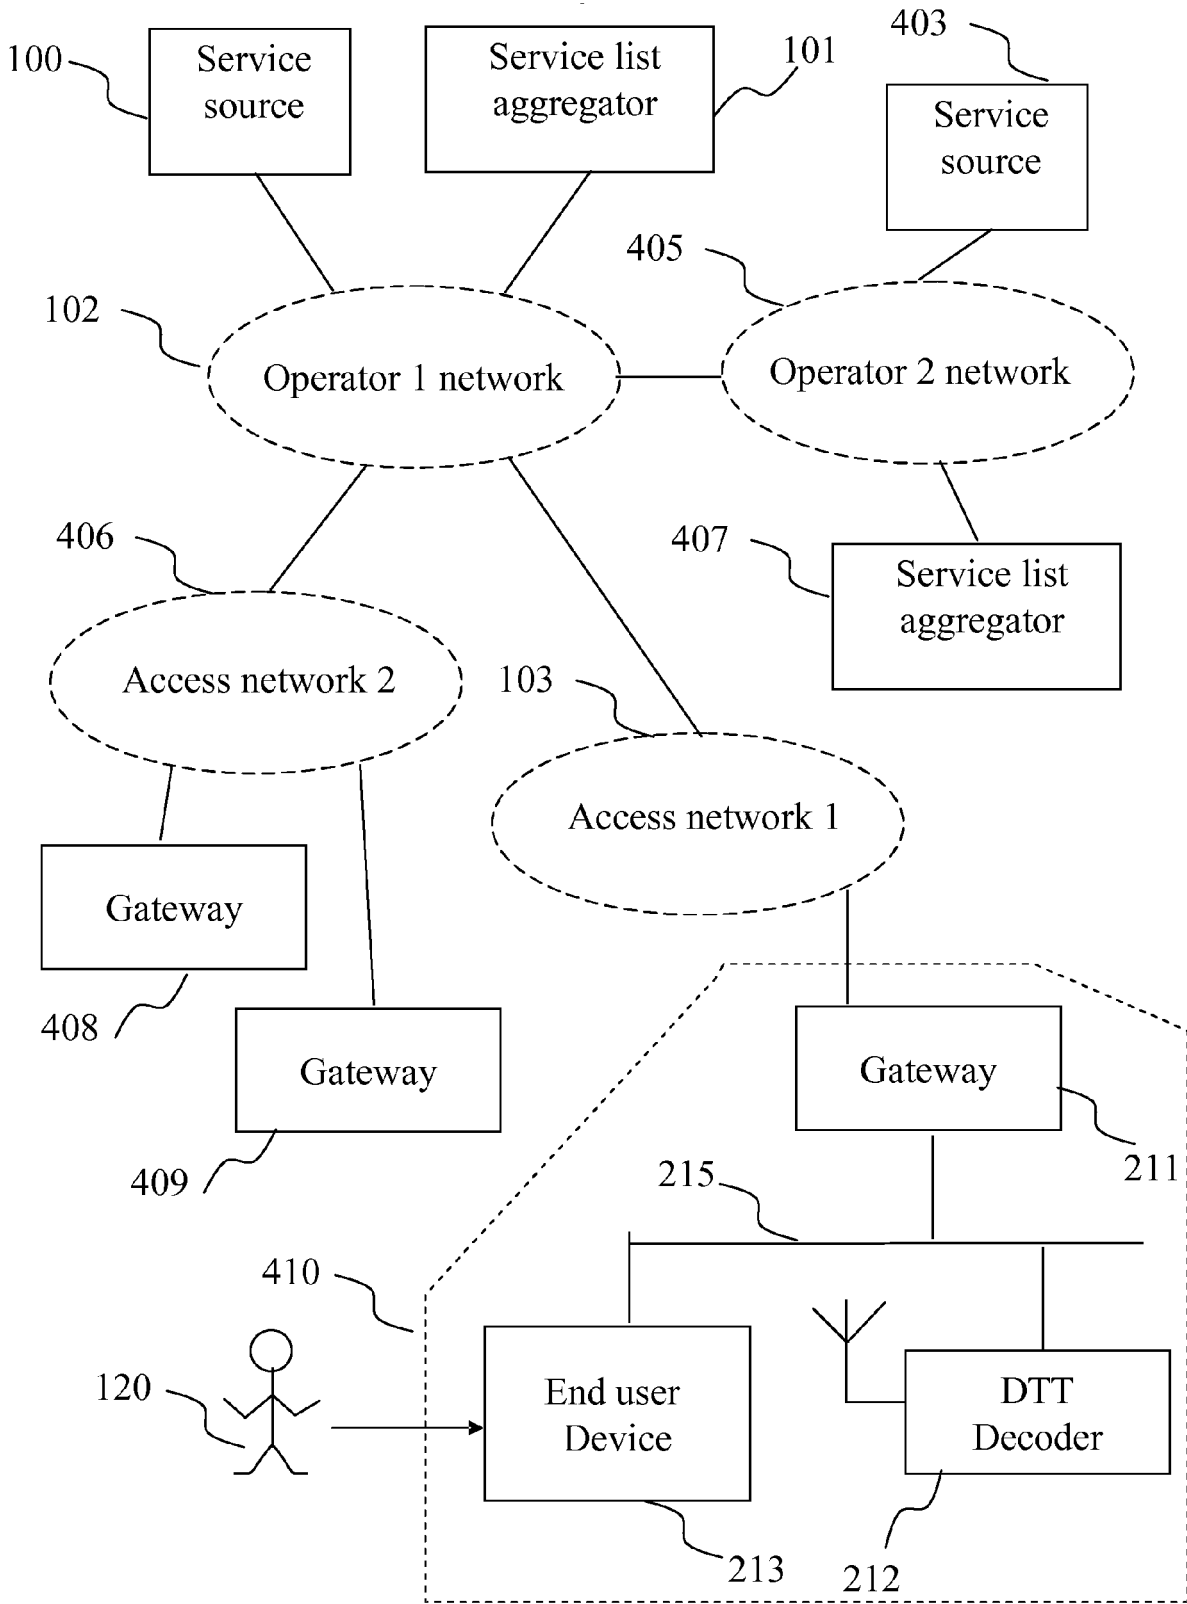 403
100
Service
source
Service list
aggregator
101
Service
source
405
102
Operator 1 network
Operator 2 network
406
407
Service list
aggregator
Access network 2
103
Access network 1
Gateway
408
Gateway
Gateway
409
211
215
410
120
End user
Device
DTT
Decoder
213
212